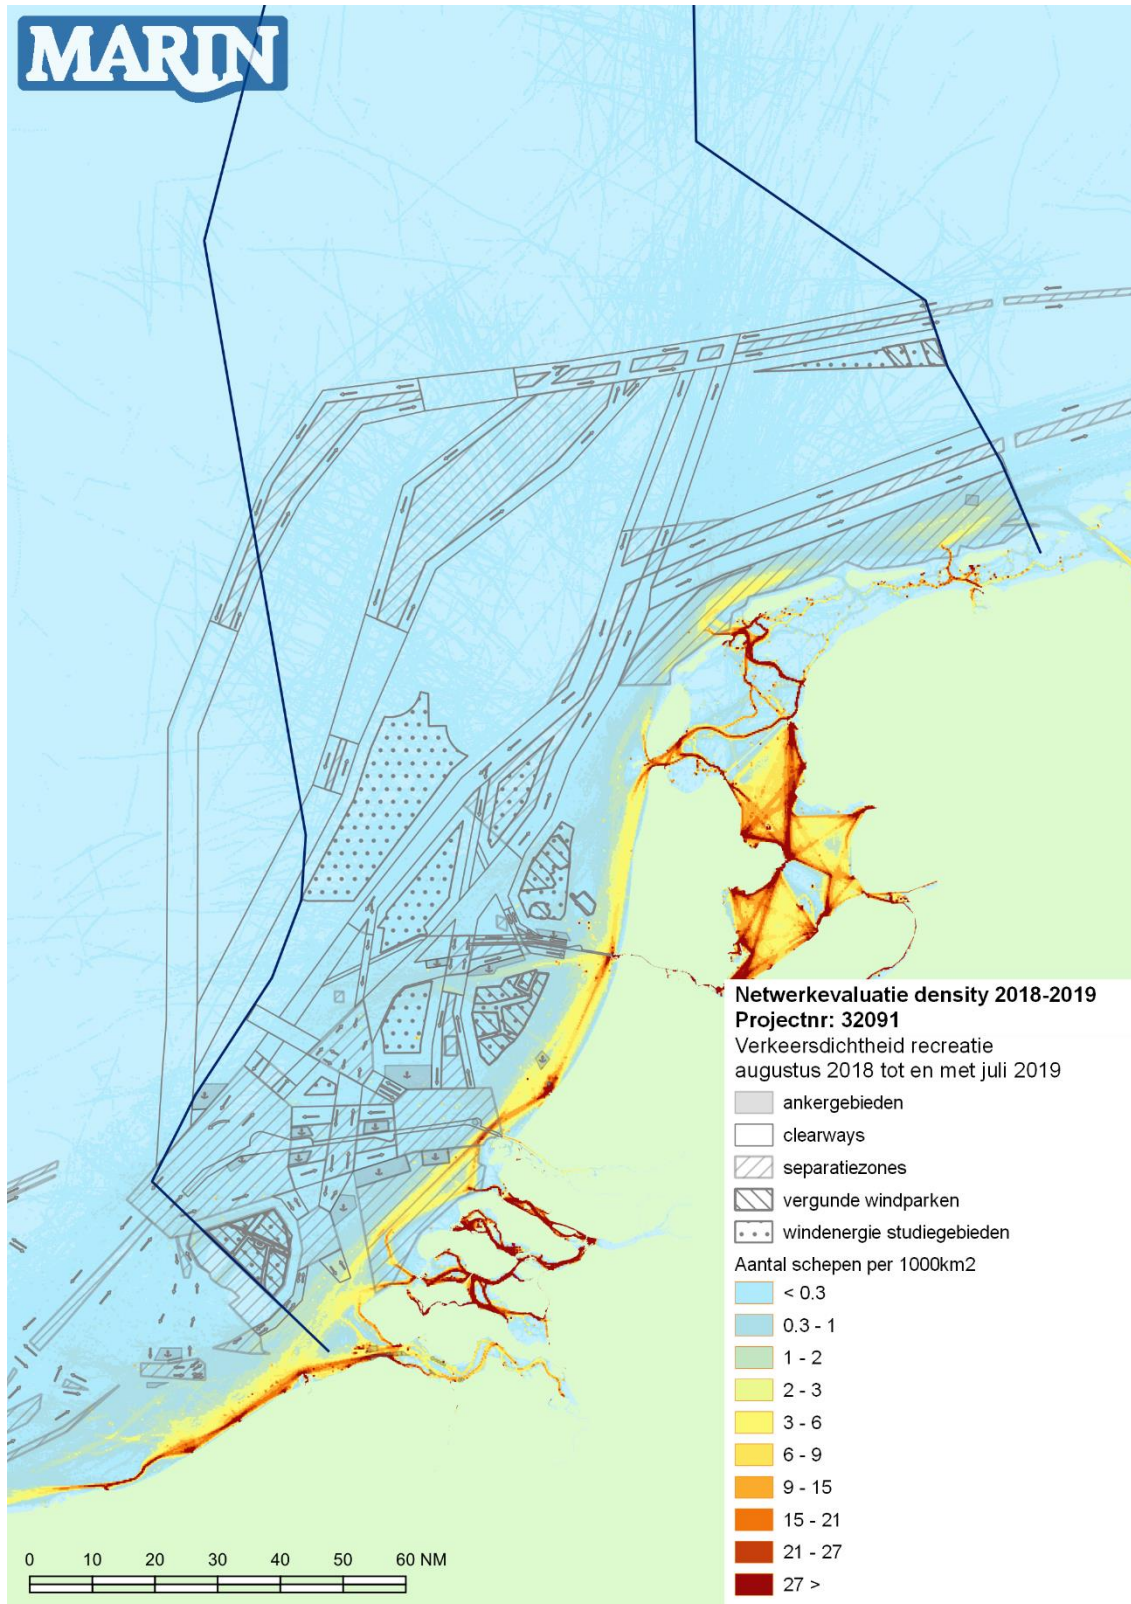 MARIN
Netwerkevaluatie density 2018-2019
Projectnr: 32091
Verkeersdichtheid recreatie
augustus 2018 tot en met juli 2019
ankergebieden
clearways
separatiezones
vergunde windparken
windenergie studiegebieden
Aantal schepen per 1000km2
< 0.3
0.3 - 1
1 - 2
2 - 3
3 - 6
6 - 9
9 - 15
15 - 21
21 - 27
27 >
0 10 20 30 40 50 60 NM